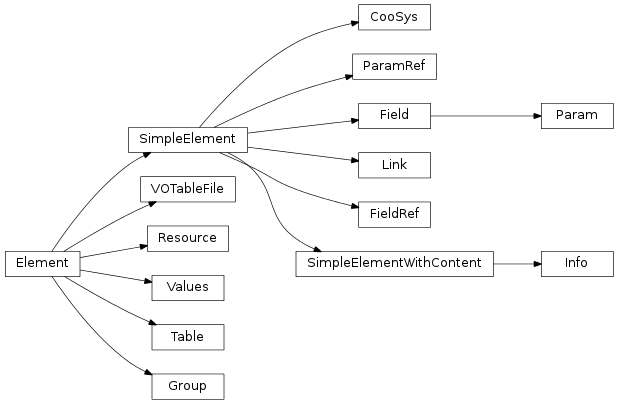 CooSys
ParamRef
Field
Param
SimpleElement
Link
VOTableFile
FieldRef
Resource
Element
SimpleElementWithContent
Info
Values
Table
Group